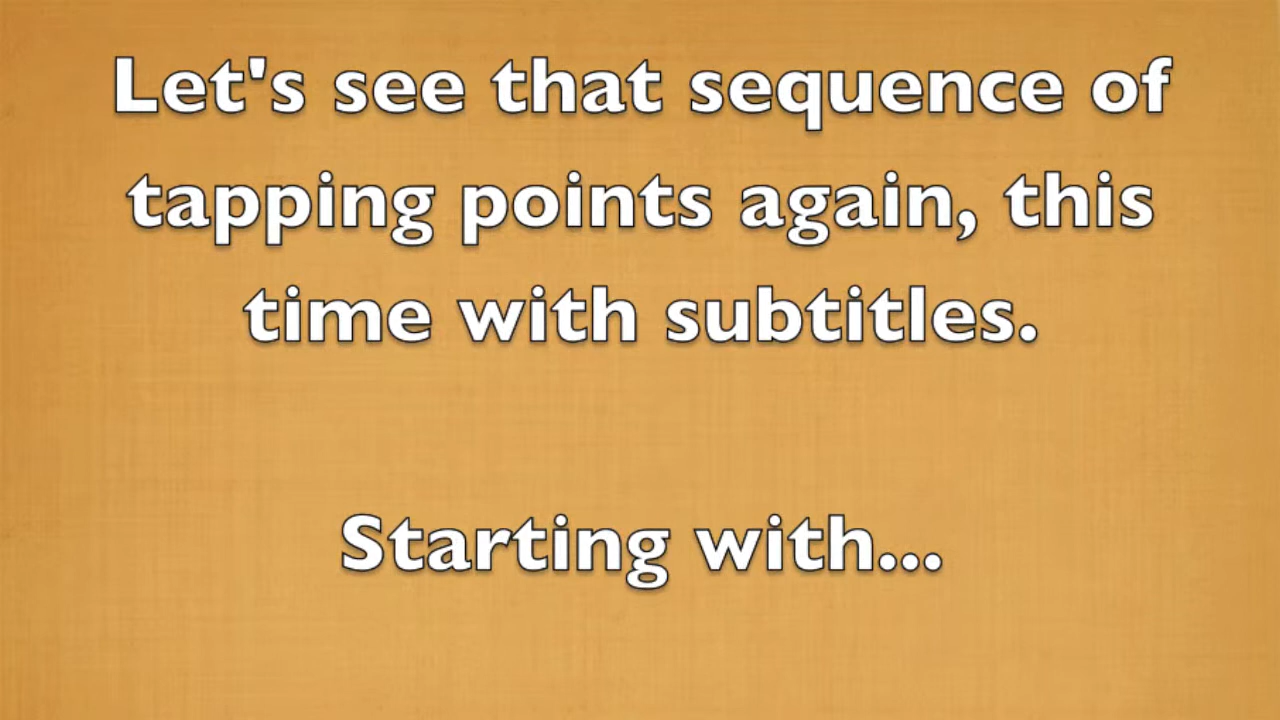 Let's see that sequence of
tapping points again, this
time with subtitles.
Starting with...